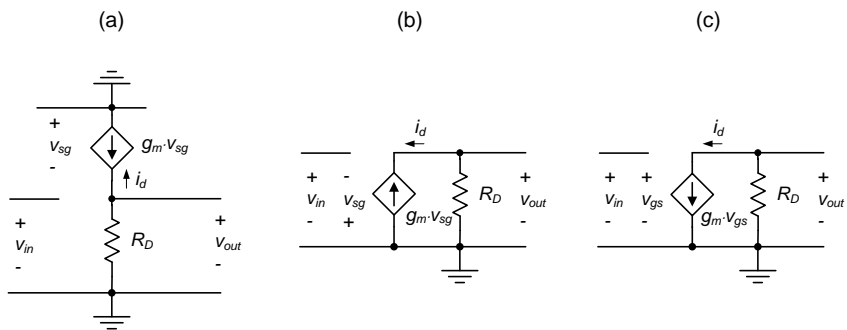 (a)
(b)
(c)
+
v_sg
-
g_m·v_sg
i_d
+
v_in
-
R_D
+
v_out
-
i_d
+
v_in
-
-
v_sg
+
g_m·v_sg
R_D
+
v_out
-
i_d
+
v_in
-
+
v_gs
-
g_m·v_gs
R_D
+
v_out
-